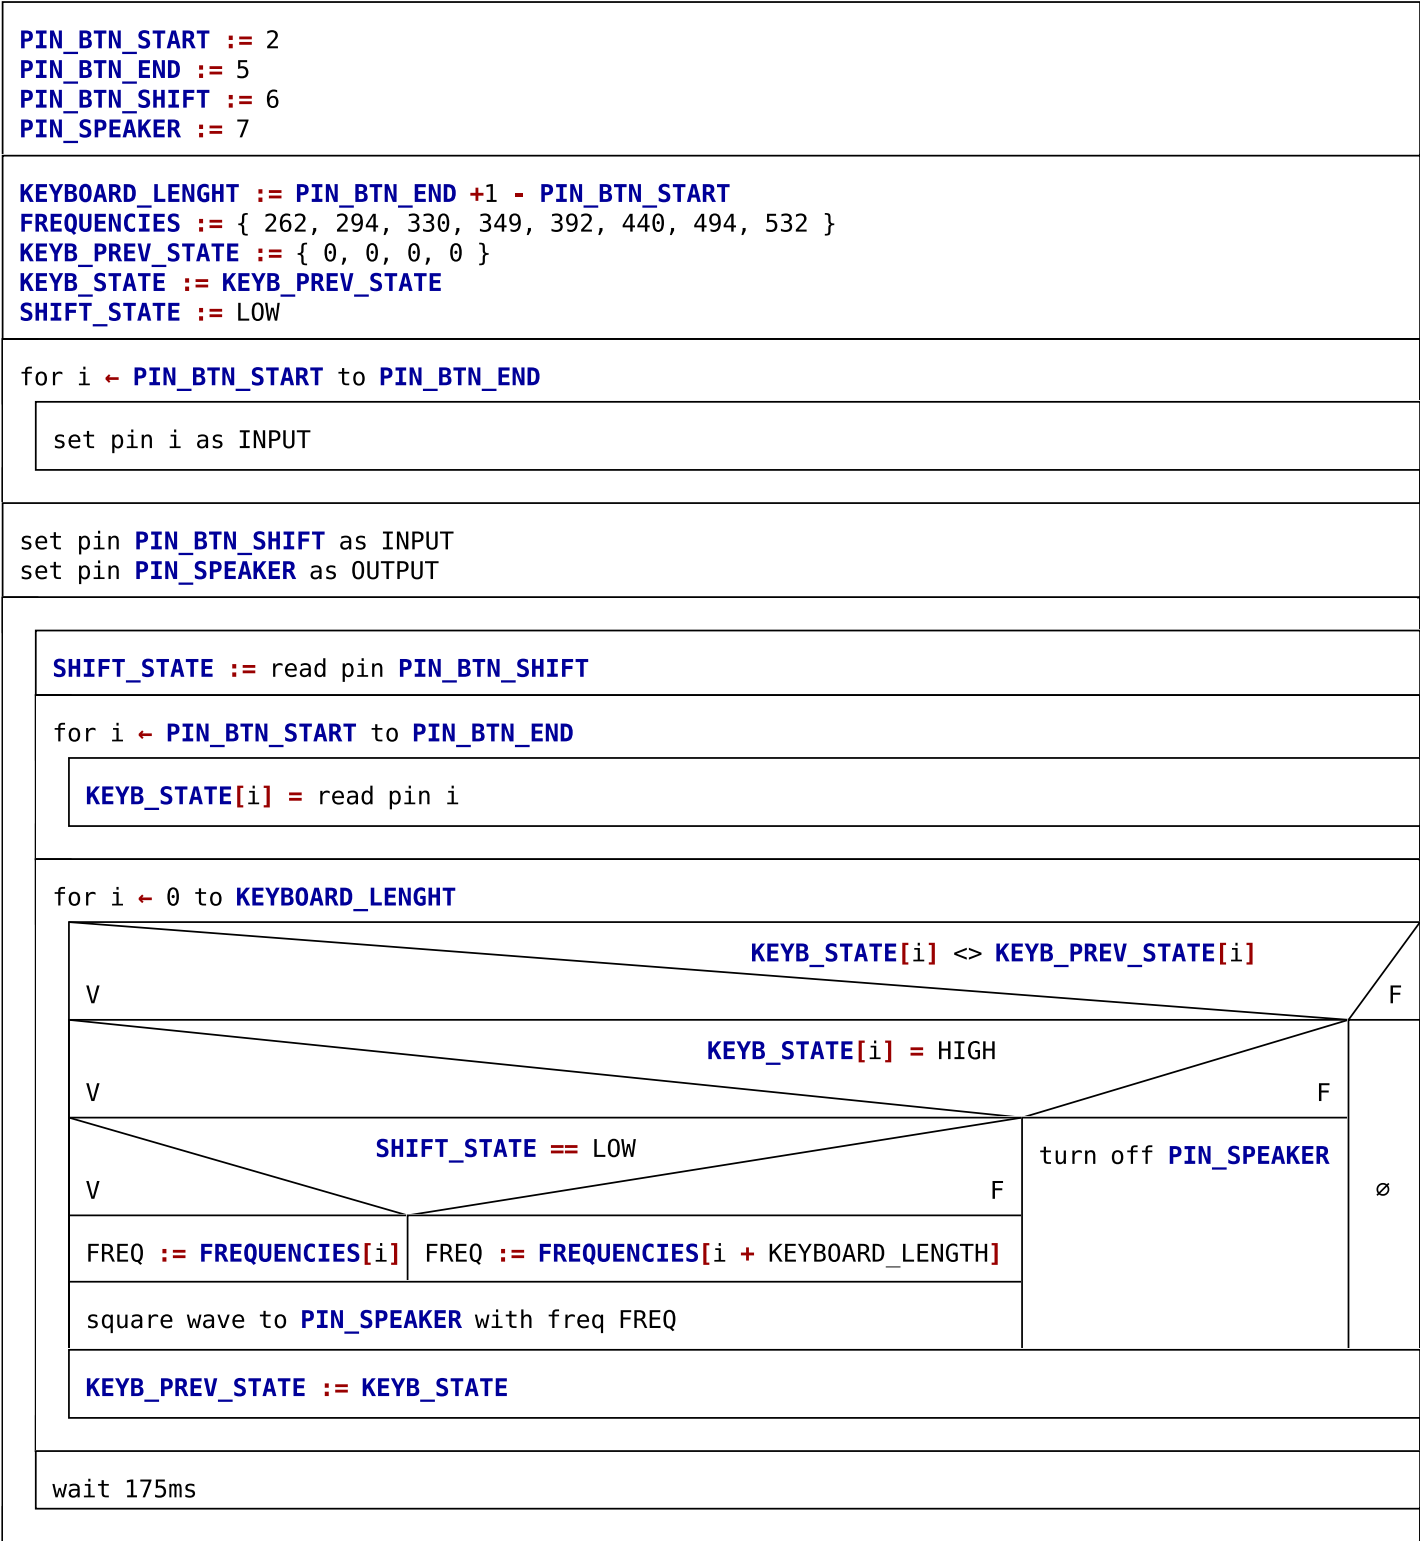 PIN_BTN_START := 2
PIN_BTN_END := 5
PIN_BTN_SHIFT := 6
PIN_SPEAKER := 7
KEYBOARD_LENGHT := PIN_BTN_END +1 - PIN_BTN_START
FREQUENCIES := { 262, 294, 330, 349, 392, 440, 494, 532 }
KEYB_PREV_STATE := { 0, 0, 0, 0 }
KEYB_STATE := KEYB_PREV_STATE
SHIFT_STATE := LOW
for i ← PIN_BTN_START to PIN_BTN_END
set pin i as INPUT
set pin PIN_BTN_SHIFT as INPUT
set pin PIN_SPEAKER as OUTPUT
SHIFT_STATE := read pin PIN_BTN_SHIFT
for i ← PIN_BTN_START to PIN_BTN_END
KEYB_STATE[i] = read pin i
for i ← 0 to KEYBOARD_LENGHT
KEYB_STATE[i] <> KEYB_PREV_STATE[i]
V F
KEYB_STATE[i] = HIGH
V F
SHIFT_STATE == LOW
turn off PIN_SPEAKER
V F ∅
FREQ := FREQUENCIES[i] FREQ := FREQUENCIES[i + KEYBOARD_LENGTH]
square wave to PIN_SPEAKER with freq FREQ
KEYB_PREV_STATE := KEYB_STATE
wait 175ms